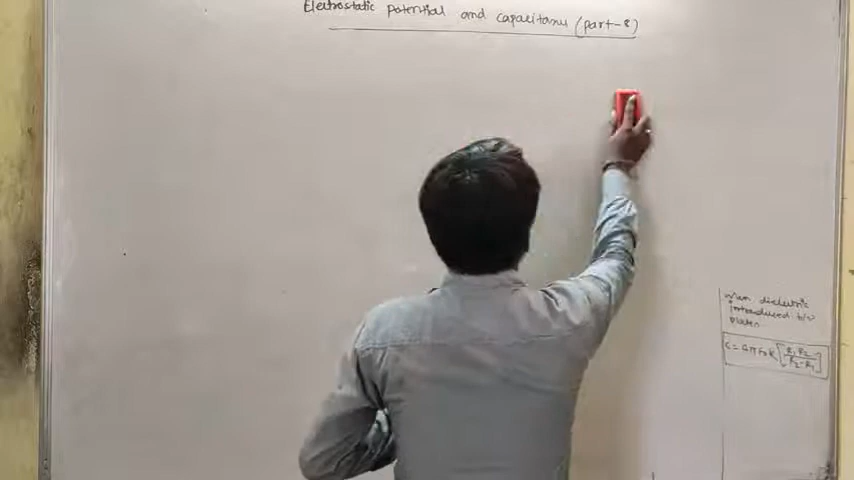 Electrostatic potential and capacitance (part-8)
when dielectric
introduced b/w
plates
C = 4πε₀K [R₁R₂ / R₂-R₁]